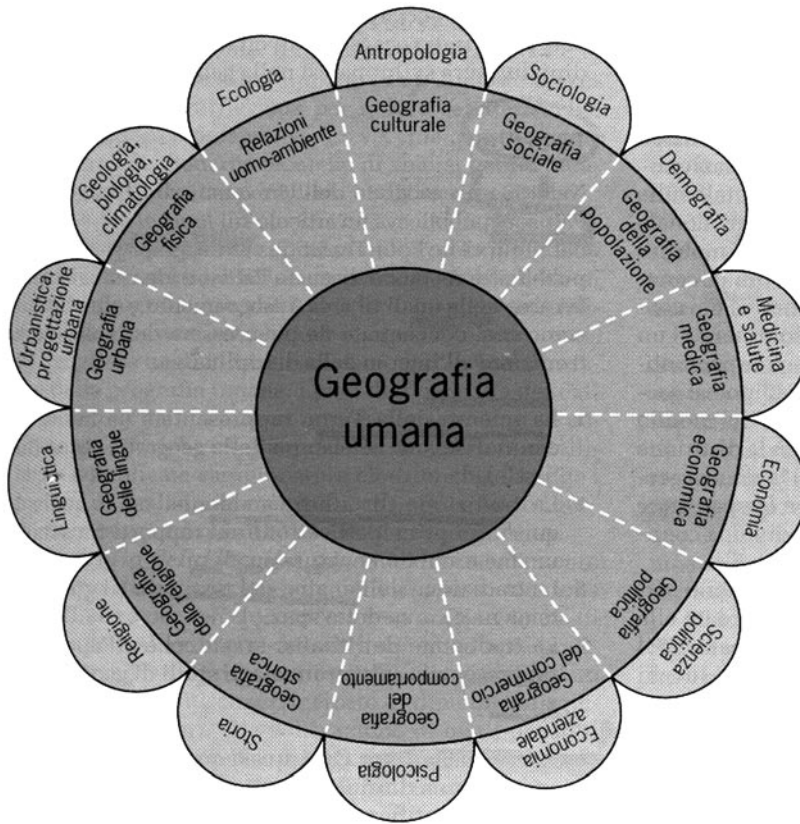 Geografia
umana
Antropologia
Geografia
culturale
Sociologia
Geografia
sociale
Demografia
Geografia
della
popolazione
Medicina
e salute
Geografia
medica
Economia
Geografia
economica
Scienza
politica
Geografia
politica
Economia
aziendale
Geografia
del commercio
Psicologia
Geografia
del
comportamento
Storia
Geografia
storica
Religione
Geografia
della religione
Linguistica
Geografia
delle lingue
Urbanistica,
progettazione
urbana
Geografia
urbana
Geologia,
biologia,
climatologia
Geografia
fisica
Ecologia
Relazioni
uomo-ambiente